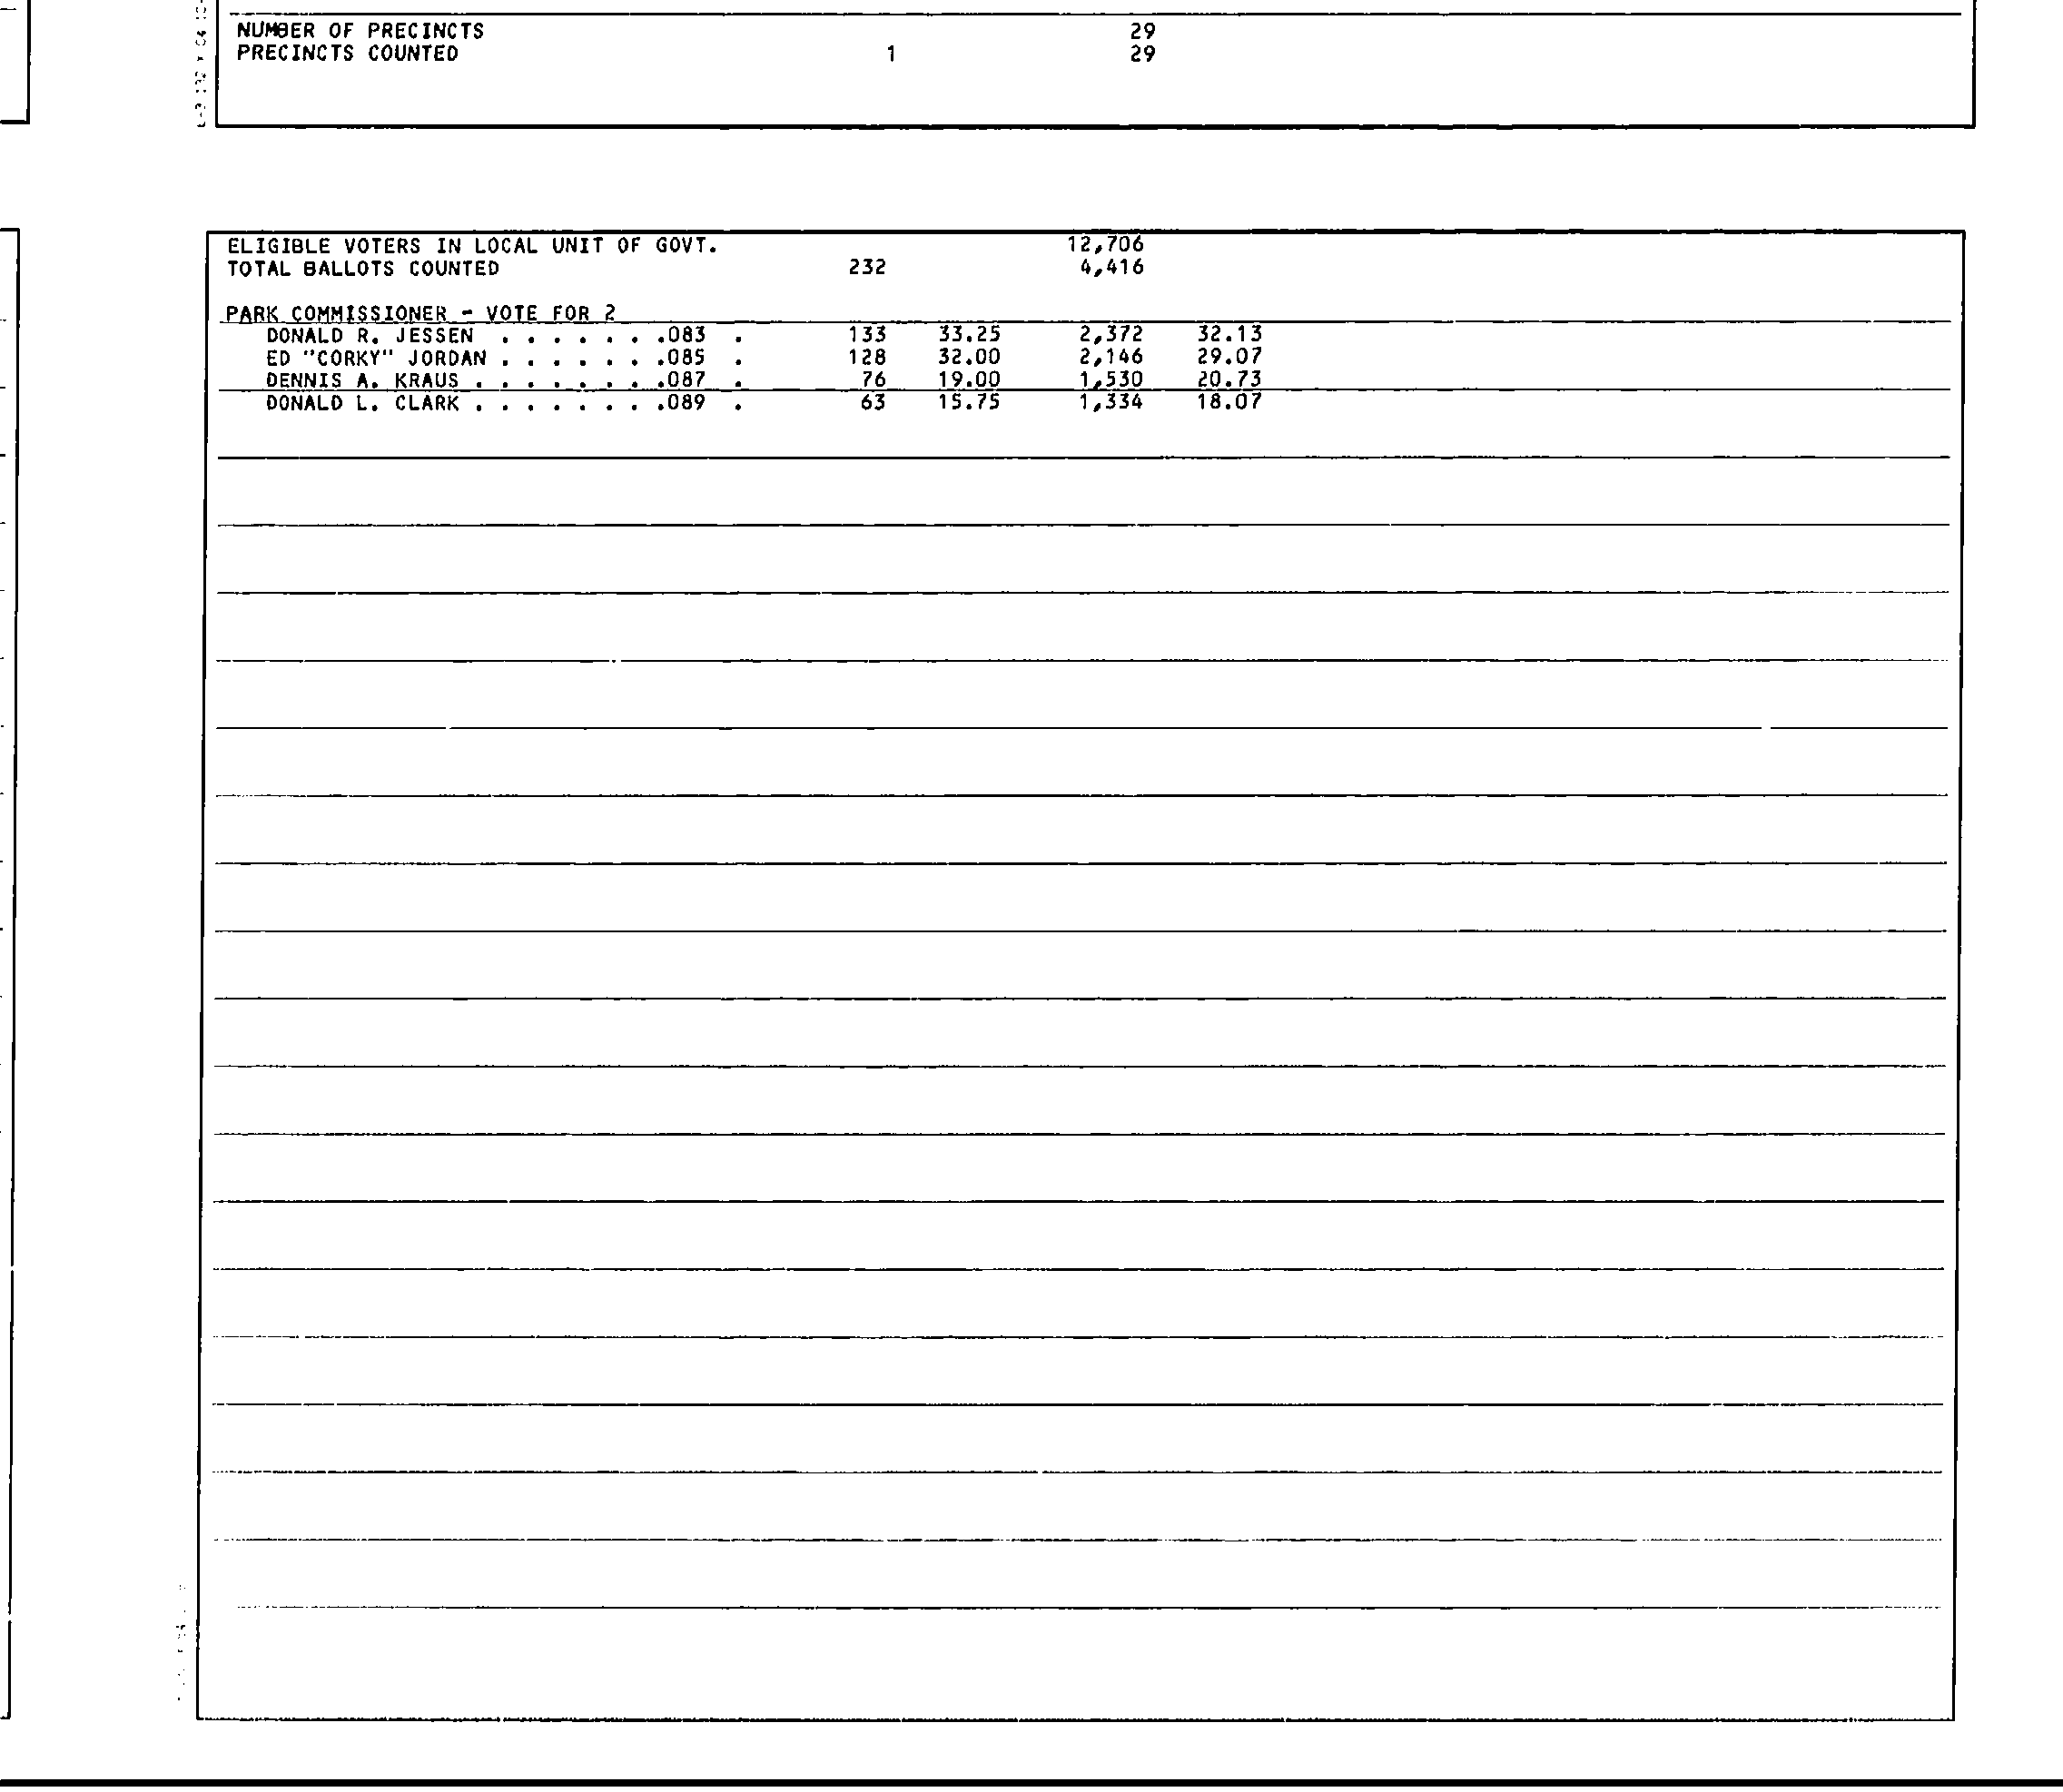 NUMBER OF PRECINCTS 29
PRECINCTS COUNTED 1 29
ELIGIBLE VOTERS IN LOCAL UNIT OF GOVT. 12,706
TOTAL BALLOTS COUNTED 232 4,416
PARK COMMISSIONER - VOTE FOR 2
DONALD R. JESSEN . . . . . . .083 . 133 33.25 2,372 32.13
ED "CORKY" JORDAN . . . . . . .085 . 128 32.00 2,146 29.07
DENNIS A. KRAUS . . . . . . . .087 . 76 19.00 1,530 20.73
DONALD L. CLARK . . . . . . . .089 . 63 15.75 1,334 18.07